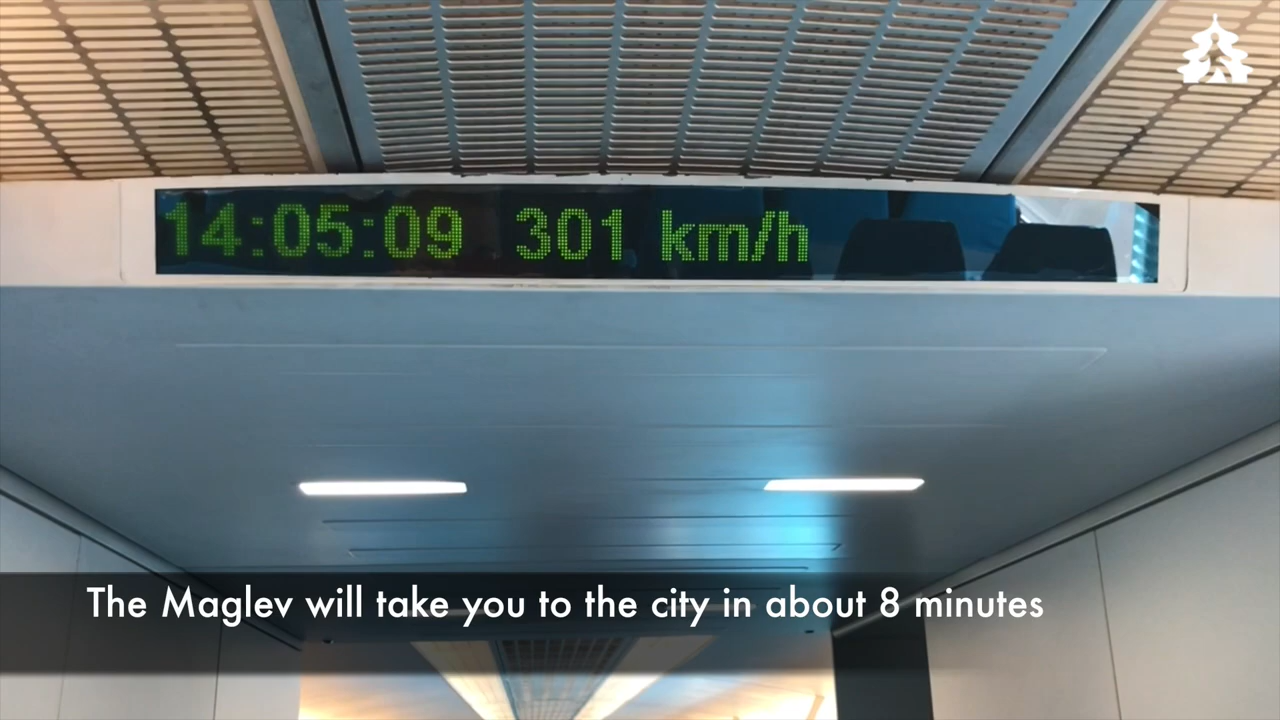 14:05:09 301 km/h
The Maglev will take you to the city in about 8 minutes